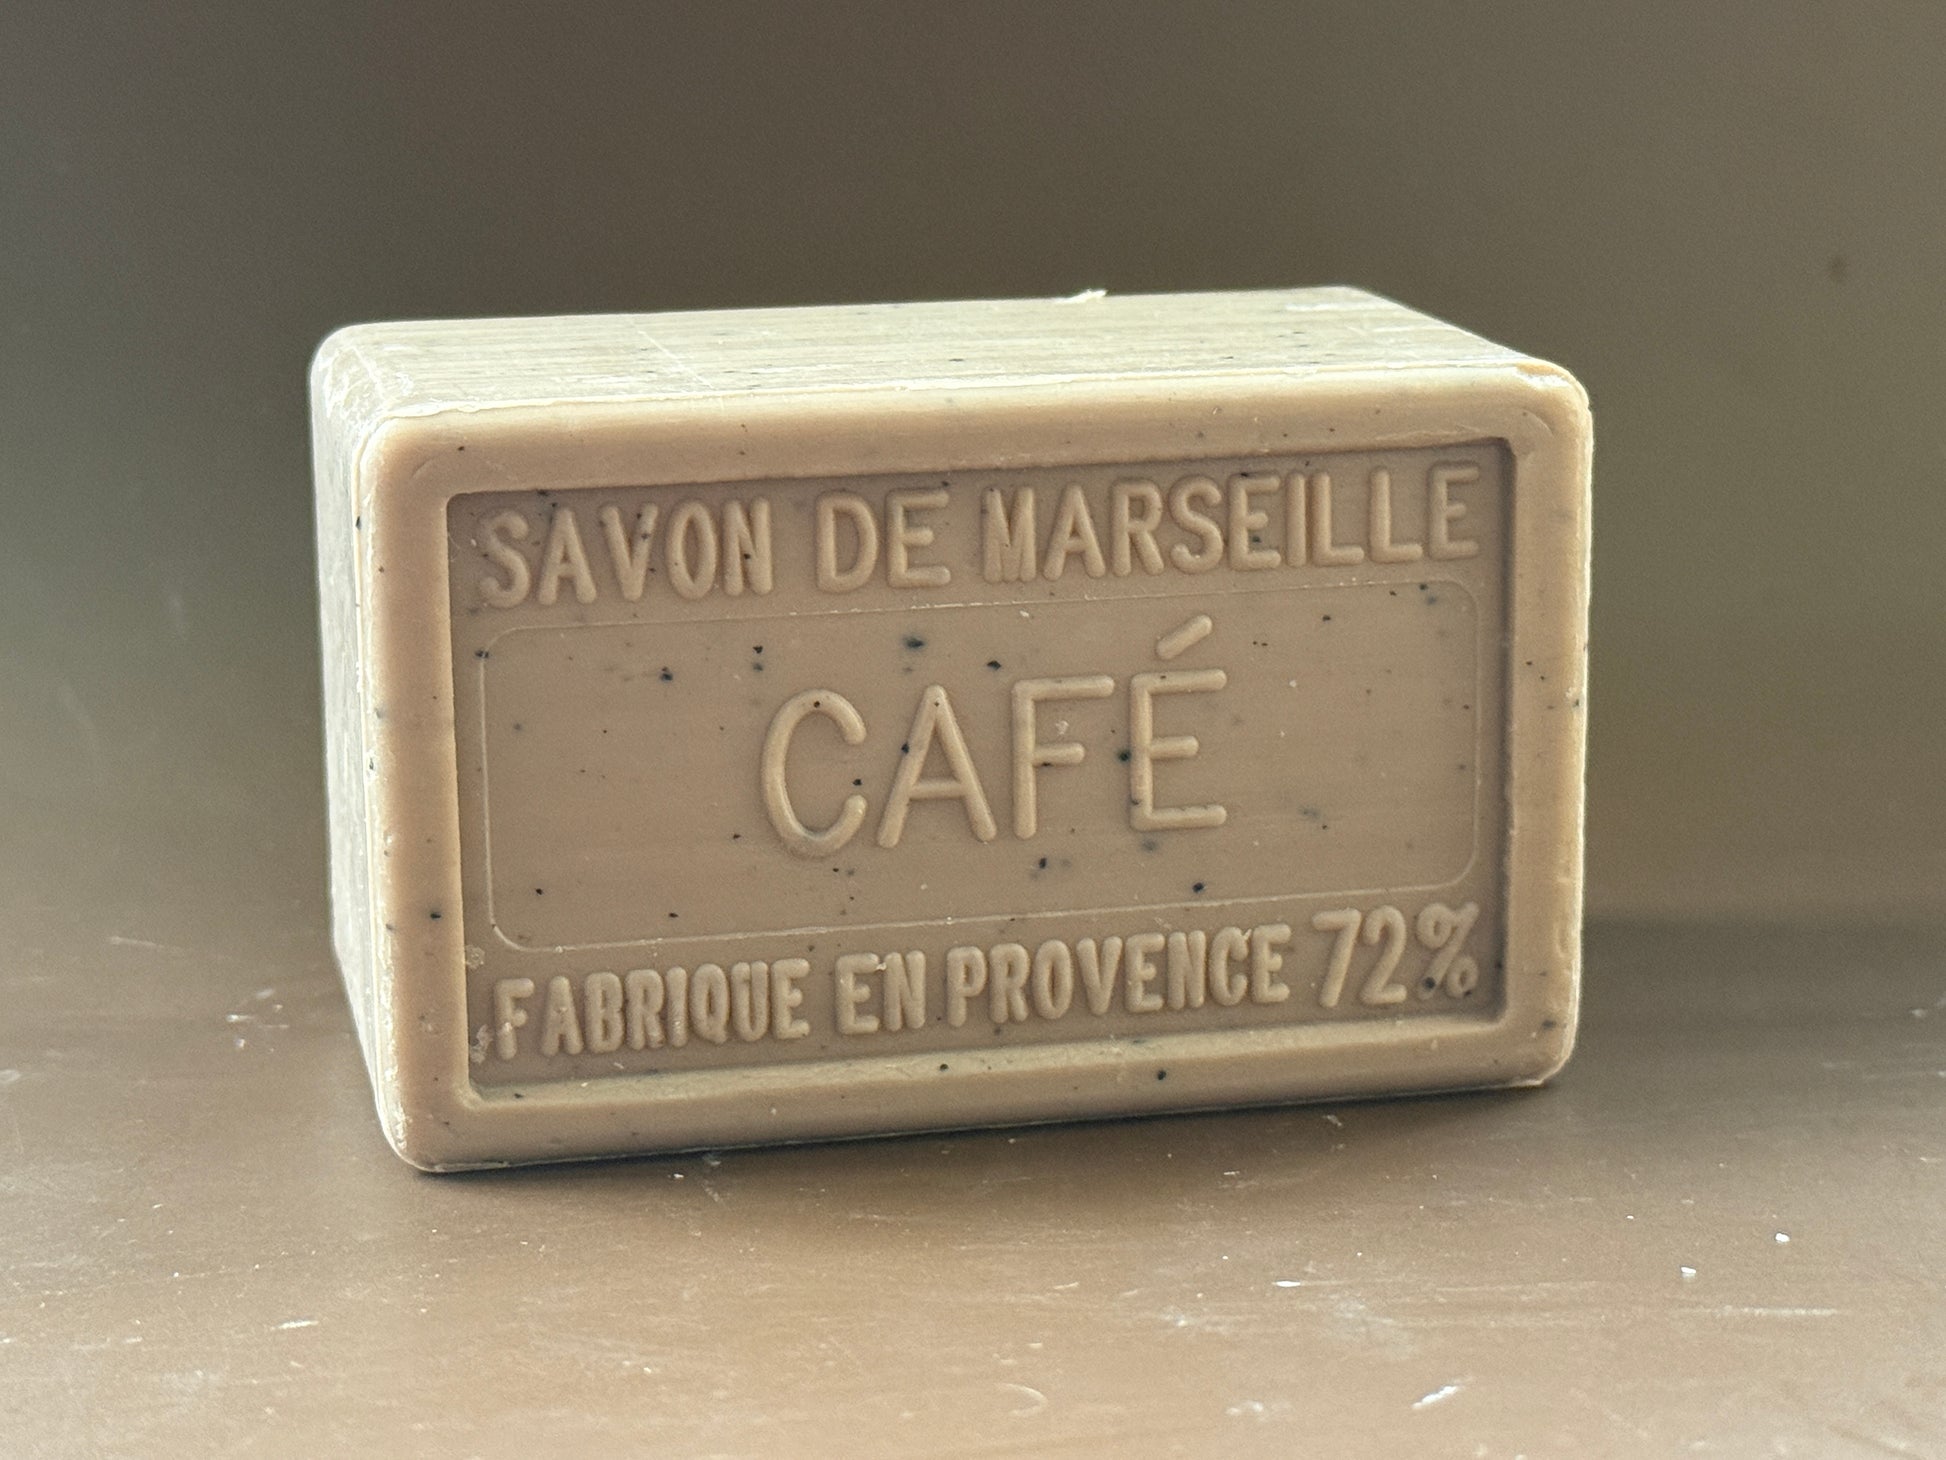 SAVON DE MARSEILLE
CAFÉ
FABRIQUE EN PROVENCE 72%